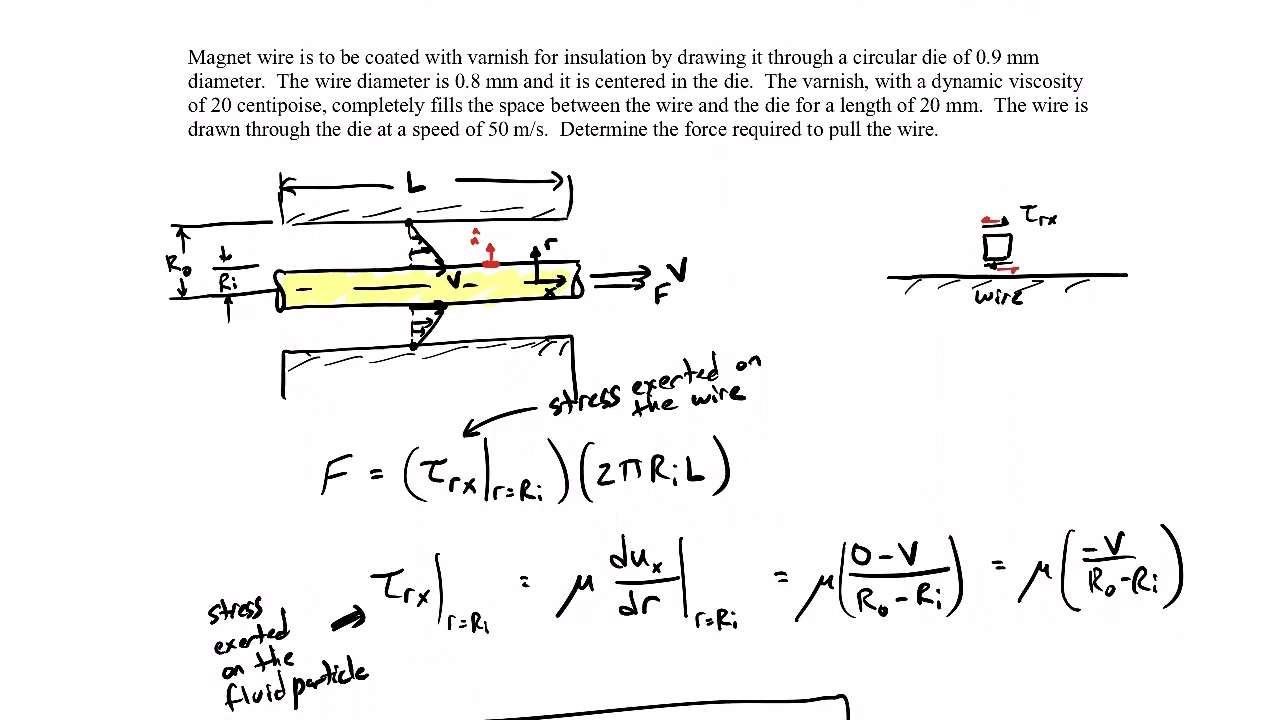 Magnet wire is to be coated with varnish for insulation by drawing it through a circular die of 0.9 mm
diameter. The wire diameter is 0.8 mm and it is centered in the die. The varnish, with a dynamic viscosity
of 20 centipoise, completely fills the space between the wire and the die for a length of 20 mm. The wire is
drawn through the die at a speed of 50 m/s. Determine the force required to pull the wire.
L
τrx
n̂
r
Ro
Ri
V
x
V
F
wire
stress exerted on
the wire
F = (τrx|r=Ri)(2πRiL)
τrx|r=Ri = μ dux/dr|r=Ri = μ(0-V/Ro-Ri) = μ(-V/Ro-Ri)
stress
exerted
on the
fluid particle